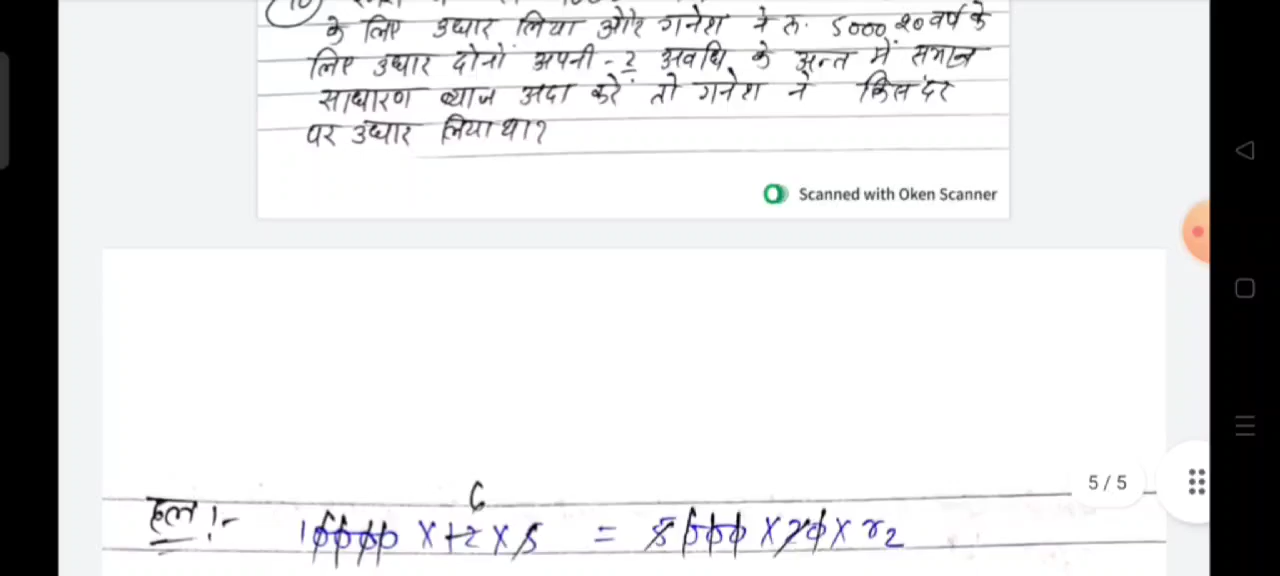 के लिए उधार लिया और गनेश ने रु. 5000 20 वर्ष के
लिए उधार दोनों अपनी - 2 अवधि के अन्त में समान
साधारण ब्याज अदा करें तो गनेश ने किस दर
पर उधार लिया था?
Scanned with Oken Scanner
5 / 5
6
हल :- 10000 X 12 X 5 = 5000 X 20 X r2